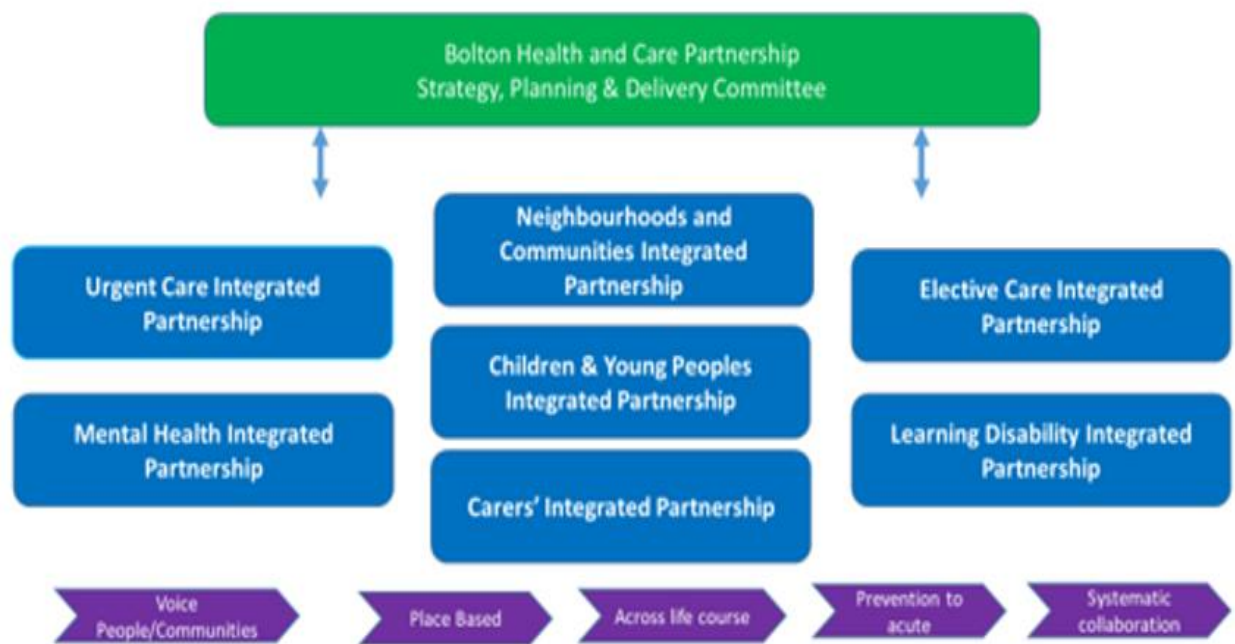 Bolton Health and Care Partnership
Strategy, Planning & Delivery Committee
Urgent Care Integrated
Partnership
Mental Health Integrated
Partnership
Neighbourhoods and
Communities Integrated
Partnership
Children & Young Peoples
Integrated Partnership
Carers' Integrated Partnership
Elective Care Integrated
Partnership
Learning Disability Integrated
Partnership
Voice
People/Communities
Place Based
Across life course
Prevention to
acute
Systematic
collaboration